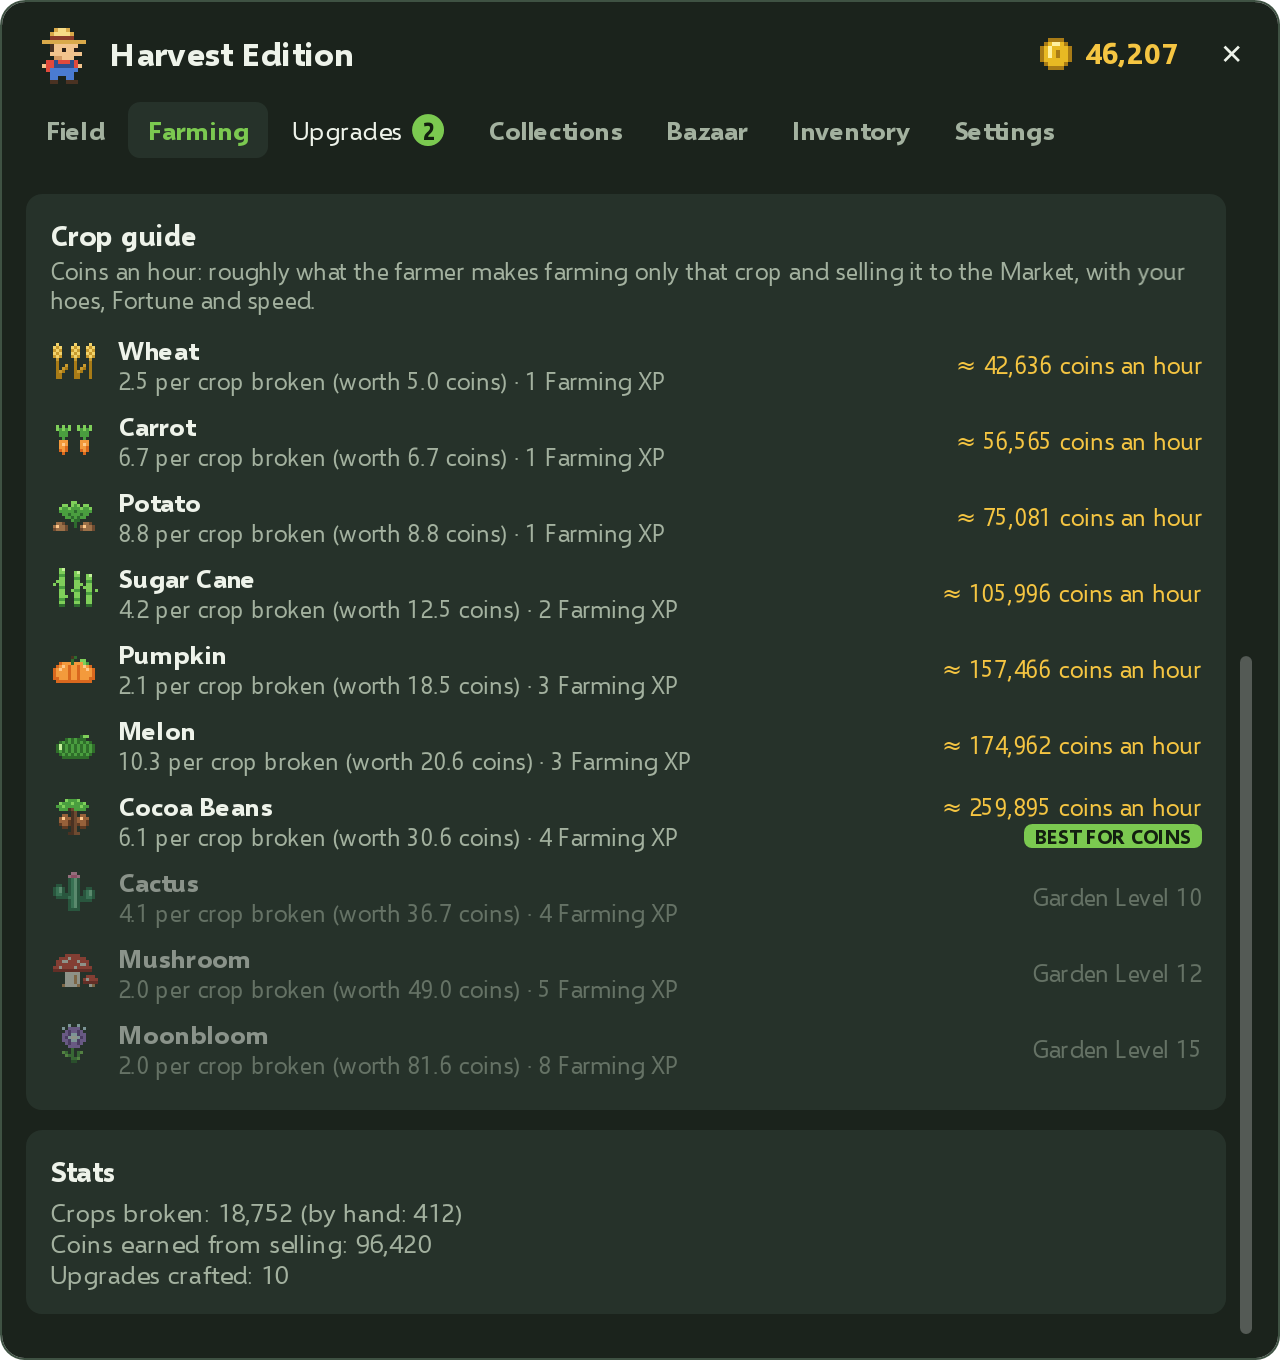 Harvest Edition
46,207
Field
Farming
Upgrades 2
Collections
Bazaar
Inventory
Settings
Crop guide
Coins an hour: roughly what the farmer makes farming only that crop and selling it to the Market, with your
hoes, Fortune and speed.
Wheat
2.5 per crop broken (worth 5.0 coins) · 1 Farming XP
≈ 42,636 coins an hour
Carrot
6.7 per crop broken (worth 6.7 coins) · 1 Farming XP
≈ 56,565 coins an hour
Potato
8.8 per crop broken (worth 8.8 coins) · 1 Farming XP
≈ 75,081 coins an hour
Sugar Cane
4.2 per crop broken (worth 12.5 coins) · 2 Farming XP
≈ 105,996 coins an hour
Pumpkin
2.1 per crop broken (worth 18.5 coins) · 3 Farming XP
≈ 157,466 coins an hour
Melon
10.3 per crop broken (worth 20.6 coins) · 3 Farming XP
≈ 174,962 coins an hour
Cocoa Beans
6.1 per crop broken (worth 30.6 coins) · 4 Farming XP
≈ 259,895 coins an hour
BEST FOR COINS
Cactus
4.1 per crop broken (worth 36.7 coins) · 4 Farming XP
Garden Level 10
Mushroom
2.0 per crop broken (worth 49.0 coins) · 5 Farming XP
Garden Level 12
Moonbloom
2.0 per crop broken (worth 81.6 coins) · 8 Farming XP
Garden Level 15
Stats
Crops broken: 18,752 (by hand: 412)
Coins earned from selling: 96,420
Upgrades crafted: 10